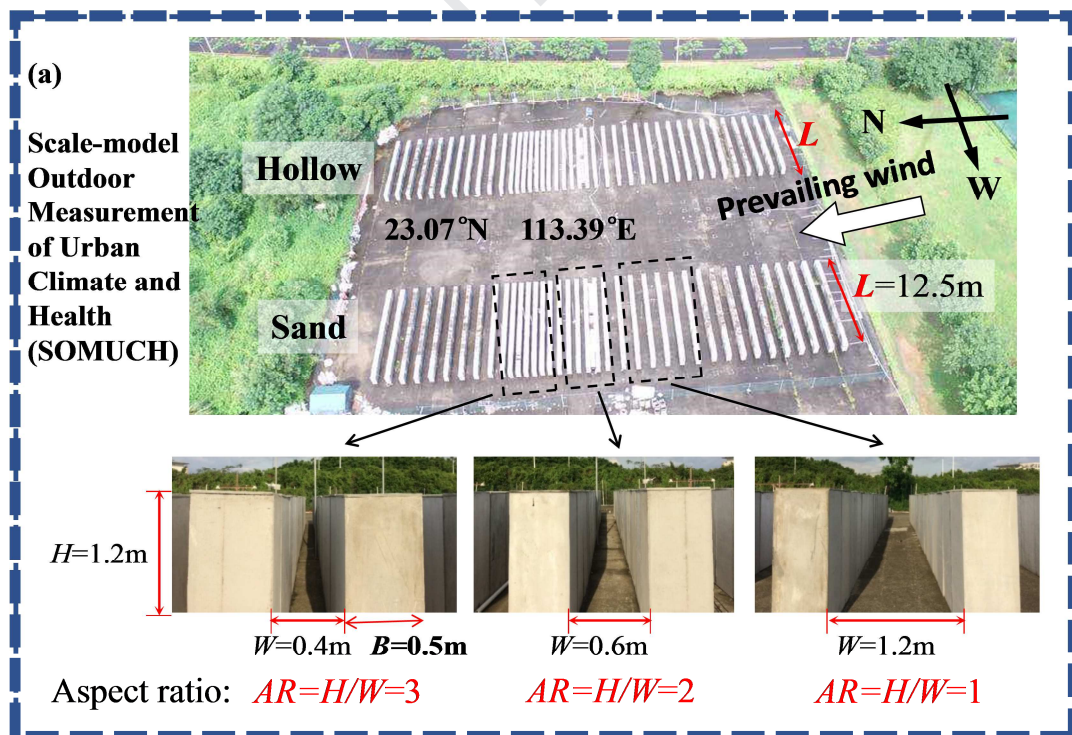 (a)
Scale-model
Outdoor
Measurement
of Urban
Climate and
Health
(SOMUCH)
Hollow
L
N
W
Prevailing wind
23.07°N 113.39°E
L=12.5m
Sand
H=1.2m
W=0.4m B=0.5m W=0.6m W=1.2m
Aspect ratio: AR=H/W=3 AR=H/W=2 AR=H/W=1